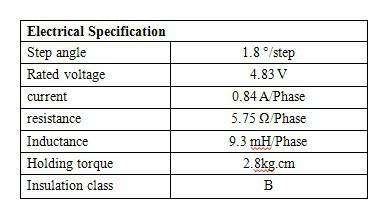 Electrical Specification
Step angle 1.8 °/step
Rated voltage 4.83 V
current 0.84 A/Phase
resistance 5.75 Ω/Phase
Inductance 9.3 mH/Phase
Holding torque 2.8kg.cm
Insulation class B